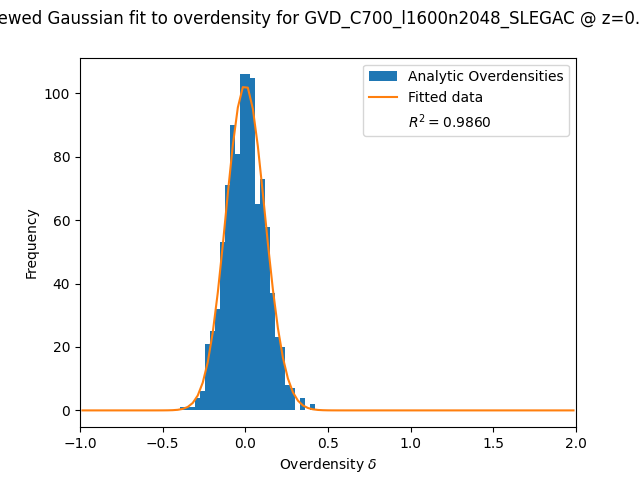 ewed Gaussian fit to overdensity for GVD_C700_l1600n2048_SLEGAC @ z=0.
Analytic Overdensities
Fitted data
R² = 0.9860
Frequency
100
80
60
40
20
0
−1.0 −0.5 0.0 0.5 1.0 1.5 2.0
Overdensity δ